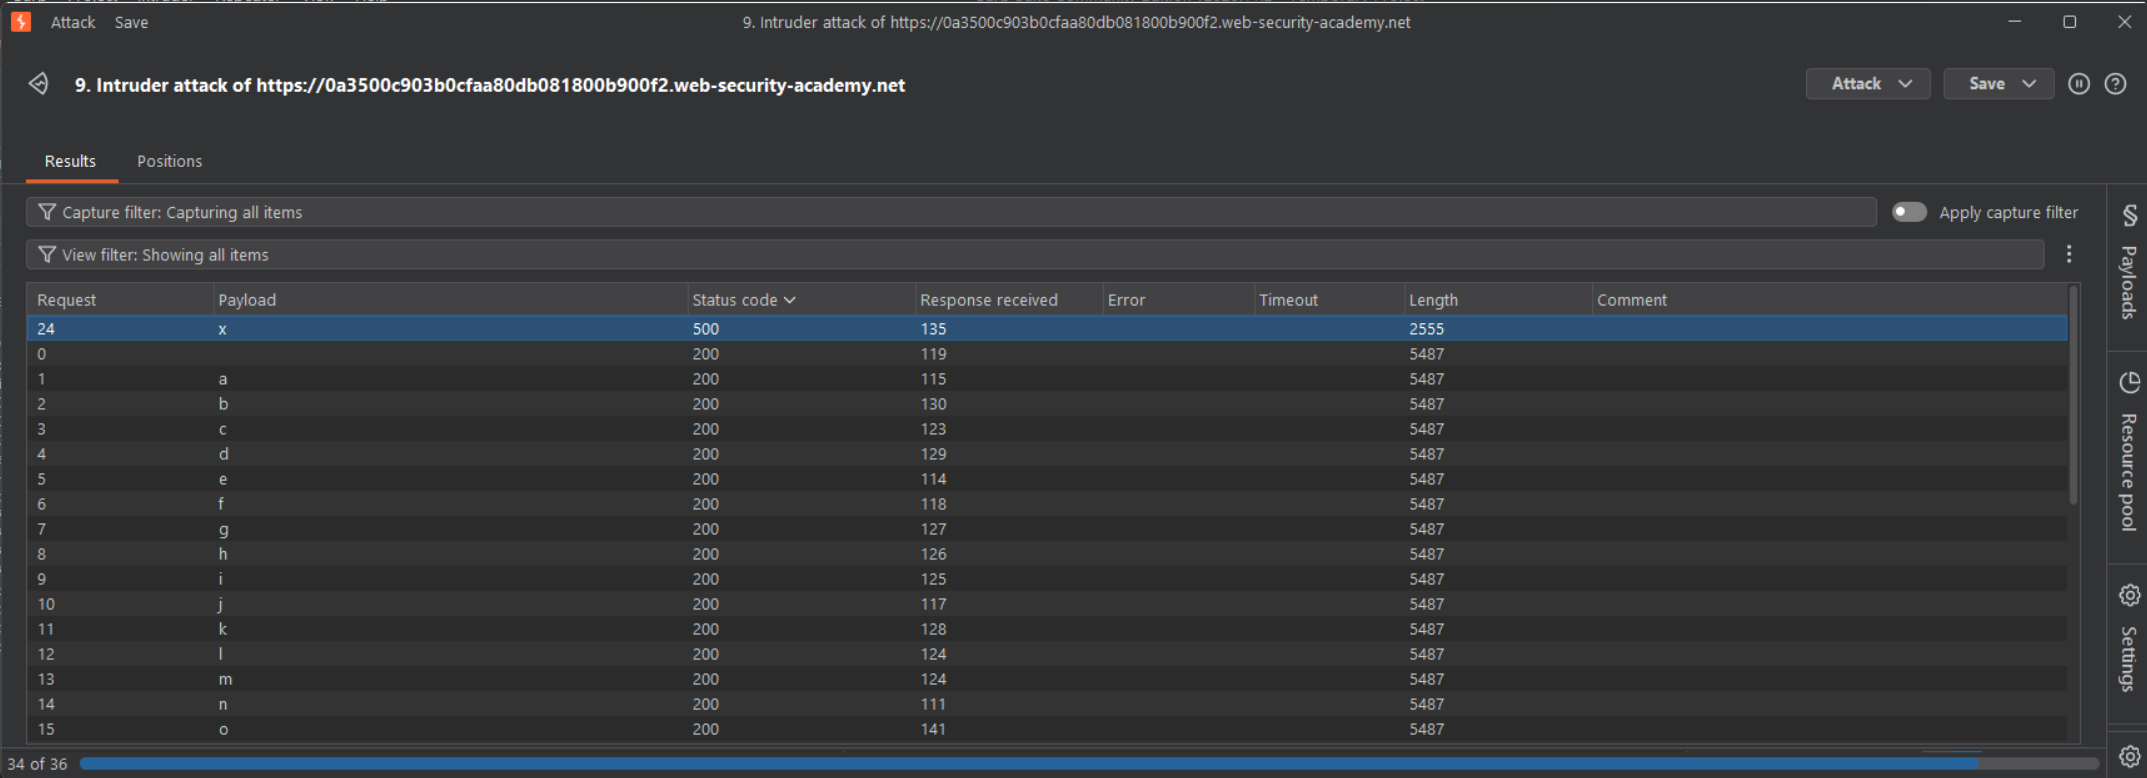 Attack Save 9. Intruder attack of https://0a3500c903b0cfaa80db081800b900f2.web-security-academy.net
9. Intruder attack of https://0a3500c903b0cfaa80db081800b900f2.web-security-academy.net Attack Save
Results Positions
Capture filter: Capturing all items Apply capture filter
View filter: Showing all items
Request Payload Status code Response received Error Timeout Length Comment
24 x 500 135 2555
0 200 119 5487
1 a 200 115 5487
2 b 200 130 5487
3 c 200 123 5487
4 d 200 129 5487
5 e 200 114 5487
6 f 200 118 5487
7 g 200 127 5487
8 h 200 126 5487
9 i 200 125 5487
10 j 200 117 5487
11 k 200 128 5487
12 l 200 124 5487
13 m 200 124 5487
14 n 200 111 5487
15 o 200 141 5487
34 of 36
§ Payloads
Resource pool
Settings